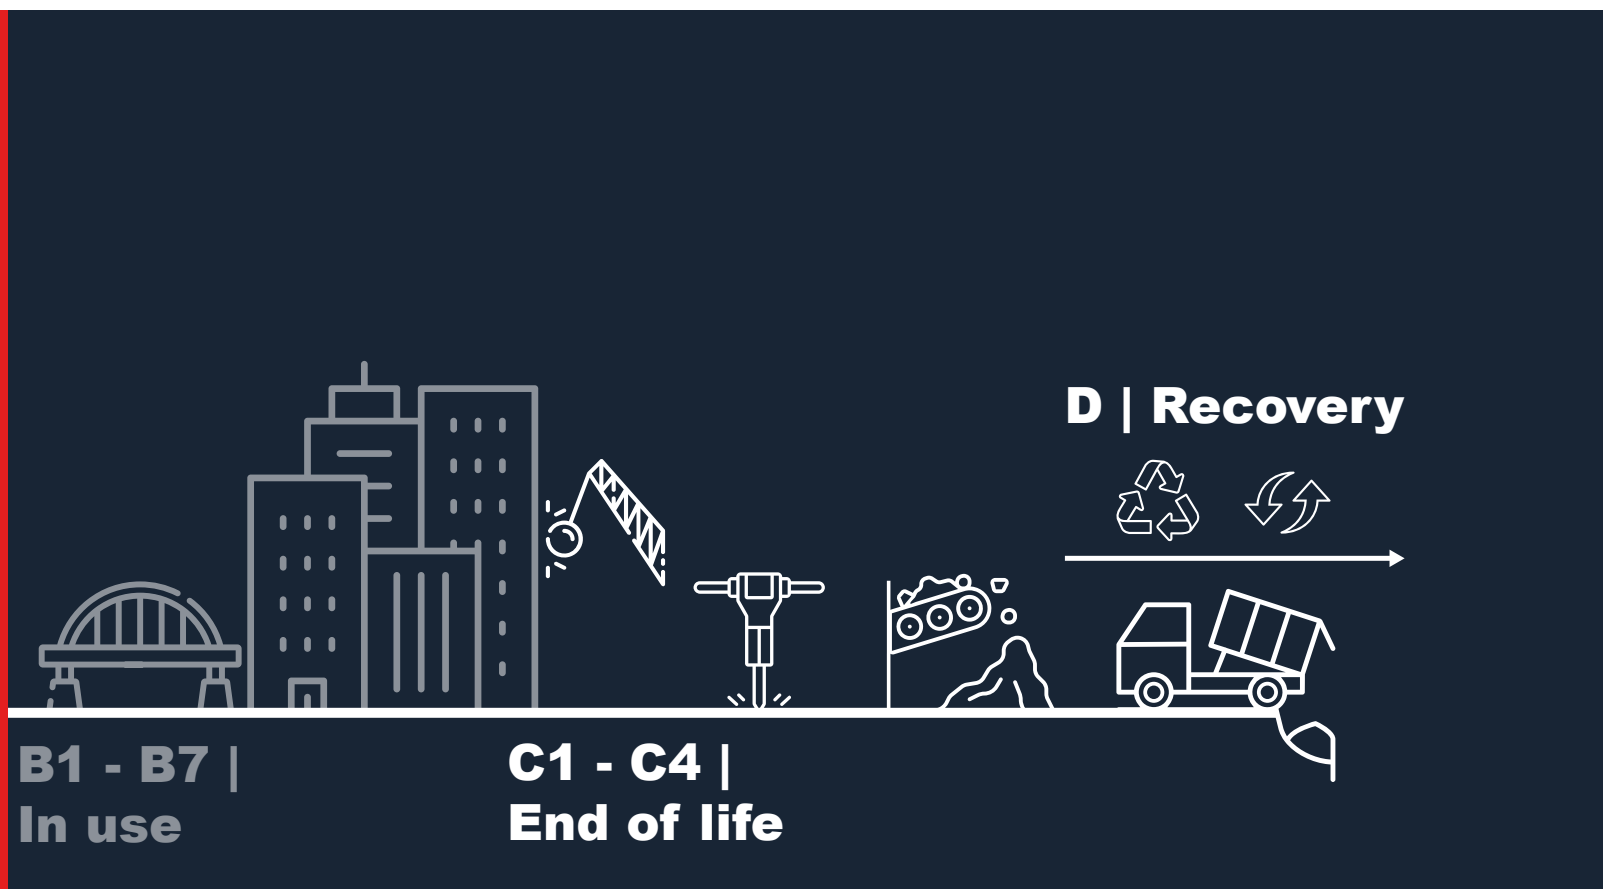 D | Recovery
B1 - B7 |
In use
C1 - C4 |
End of life